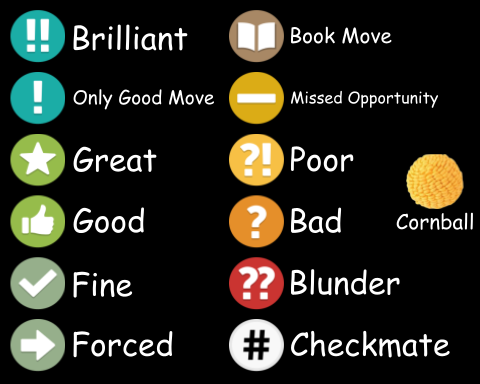 !! Brilliant
! Only Good Move
Great
Good
Fine
Forced
Book Move
Missed Opportunity
?! Poor
? Bad
?? Blunder
# Checkmate
Cornball